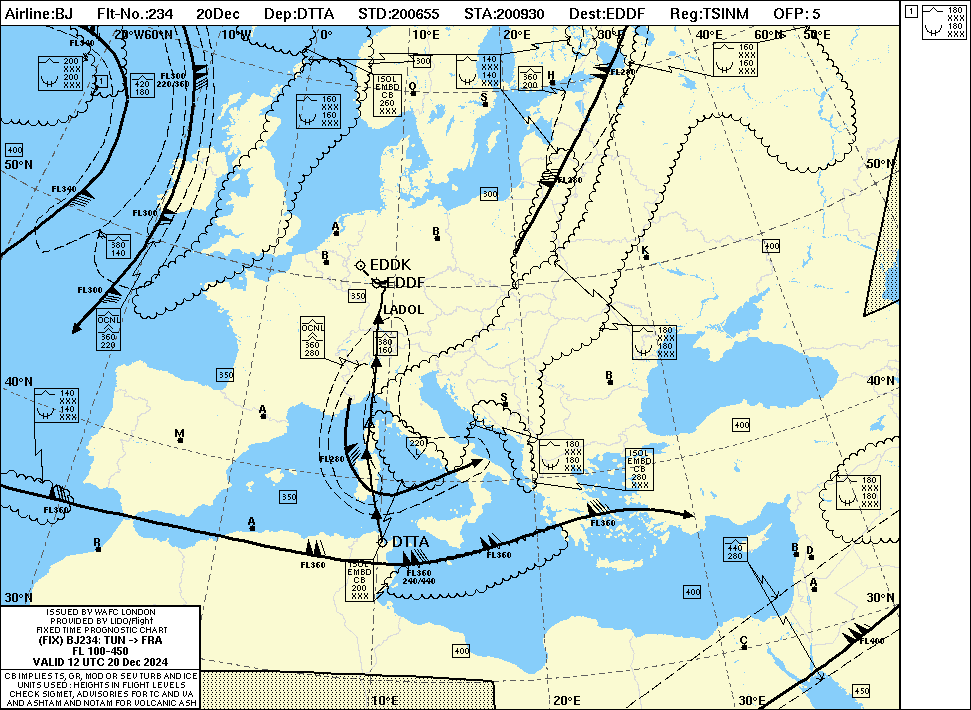 Airline:BJ Flt-No.:234 20Dec Dep:DTTA STD:200655 STA:200930 Dest:EDDF Reg:TSINM OFP: 5
20°W60°N 10°W 0° 10°E 20°E 30°E 40°E 60°N 50°E
1
180
XXX
180
XXX
FL340
200
XXX
200
XXX
1
420
180
FL300
220/360
160
XXX
160
XXX
ISOL
EMBD
CB
260
XXX
O
300
140
XXX
140
XXX
S
360
200
H
FL280
160
XXX
160
XXX
400
400
50°N
50°N
FL340
FL300
FL280
300
380
140
A
B
B
K
400
EDDK
EDDF
FL300
350
LADOL
OCNL
360
220
OCNL
360
280
380
160
180
XXX
180
XXX
350
40°N
40°N
140
XXX
140
XXX
A
M
B
S
400
FL280
220
L
180
XXX
180
XXX
ISOL
EMBD
CB
280
XXX
180
XXX
180
XXX
350
FL360
FL360
A
B
DTTA
FL360
FL360
FL360
240/440
440
280
B
D
A
ISOL
EMBD
CB
200
XXX
30°N
30°N
400
C
FL400
400
450
10°E
20°E
30°E
ISSUED BY WAFC LONDON
PROVIDED BY LIDO/Flight
FIXED TIME PROGNOSTIC CHART
(FIX) BJ234: TUN -> FRA
FL 100-450
VALID 12 UTC 20 Dec 2024
CB IMPLIES TS, GR, MOD OR SEV TURB AND ICE
UNITS USED : HEIGHTS IN FLIGHT LEVELS
CHECK SIGMET, ADVISORIES FOR TC AND VA
AND ASHTAM AND NOTAM FOR VOLCANIC ASH